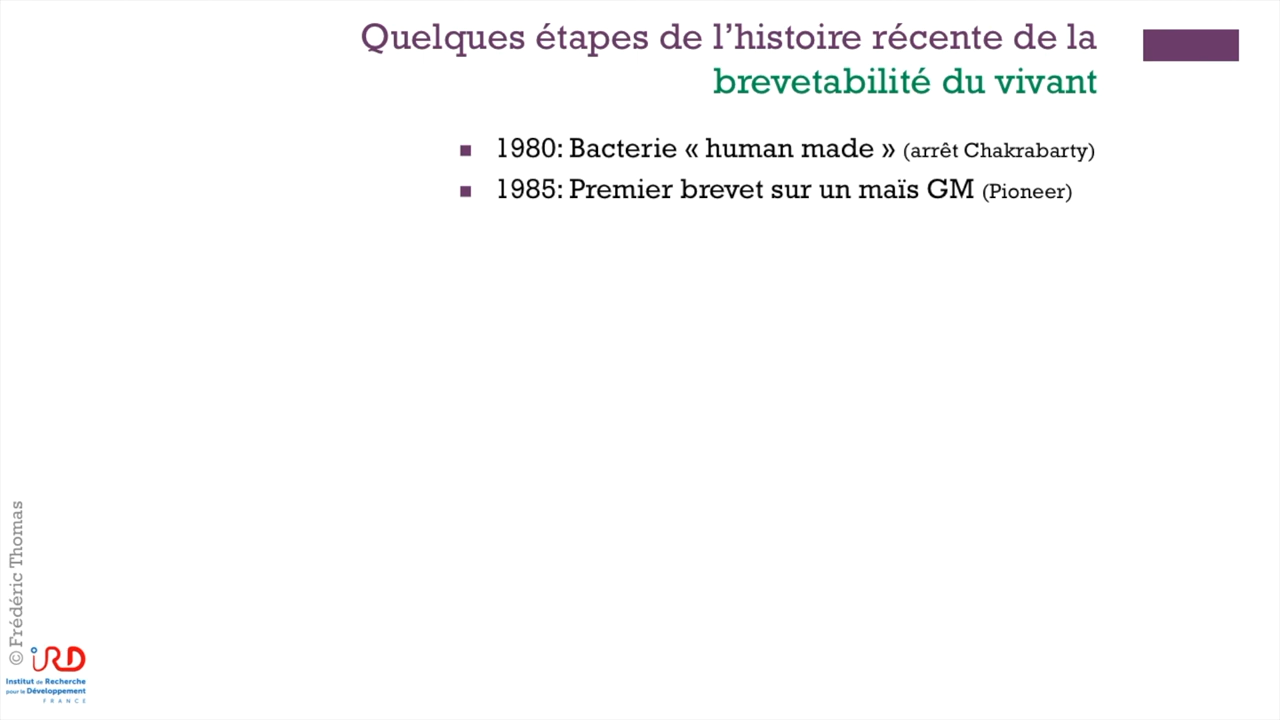 Quelques étapes de l’histoire récente de la
brevetabilité du vivant
1980: Bacterie « human made » (arrêt Chakrabarty)
1985: Premier brevet sur un maïs GM (Pioneer)
© Frédéric Thomas
IRD
Institut de Recherche
pour le Développement
FRANCE